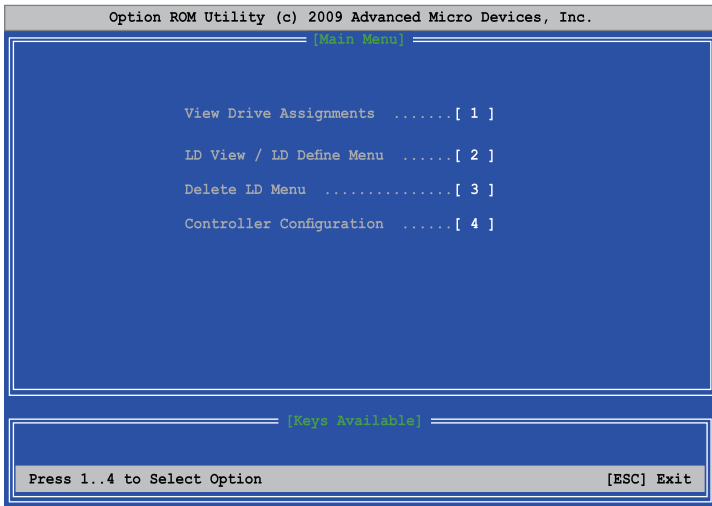 Option ROM Utility (c) 2009 Advanced Micro Devices, Inc.
[Main Menu]
View Drive Assignments .......[ 1 ]
LD View / LD Define Menu ......[ 2 ]
Delete LD Menu ...............[ 3 ]
Controller Configuration ......[ 4 ]
[Keys Available]
Press 1..4 to Select Option [ESC] Exit